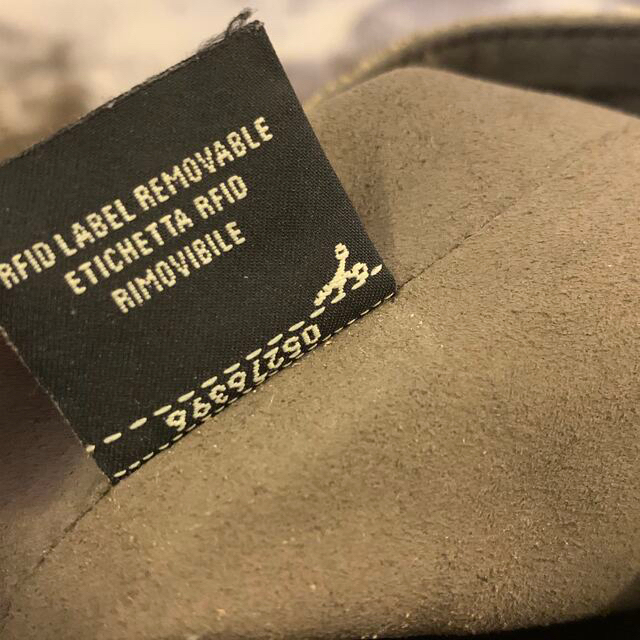 RFID LABEL REMOVABLE
ETICHETTA RFID
RIMOVIBILE
05276396